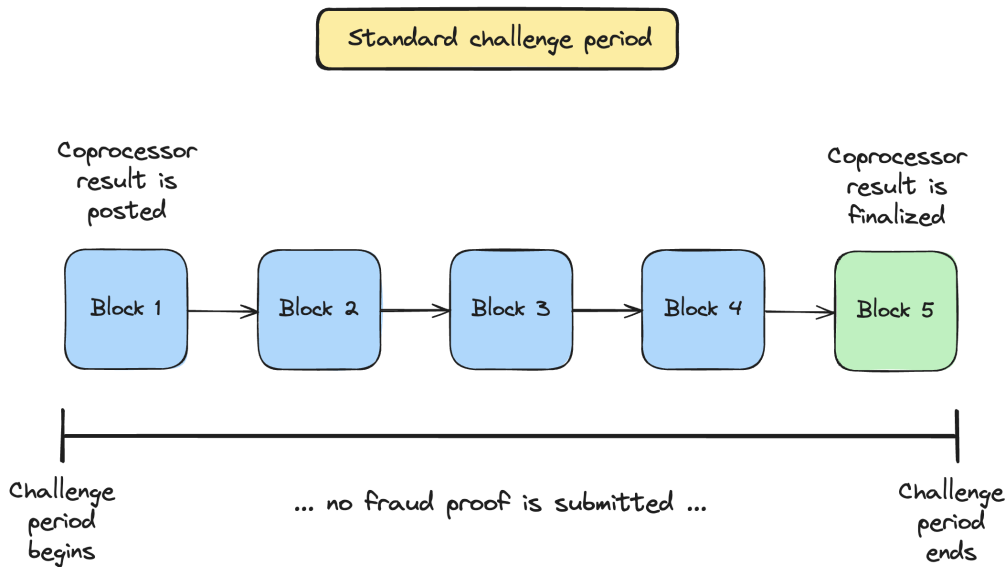 Standard challenge period
Coprocessor
result is
posted
Coprocessor
result is
finalized
Block 1
Block 2
Block 3
Block 4
Block 5
Challenge
period
begins
... no fraud proof is submitted ...
Challenge
period
ends